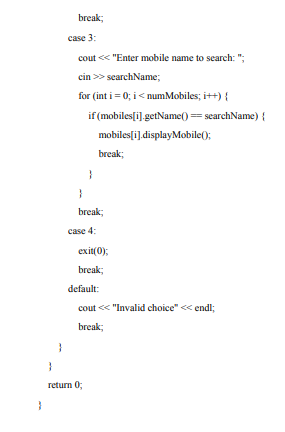 break;
case 3:
cout << "Enter mobile name to search: ";
cin >> searchName;
for (int i = 0; i < numMobiles; i++) {
if (mobiles[i].getName() == searchName) {
mobiles[i].displayMobile();
break;
}
}
break;
case 4:
exit(0);
break;
default:
cout << "Invalid choice" << endl;
break;
}
}
return 0;
}